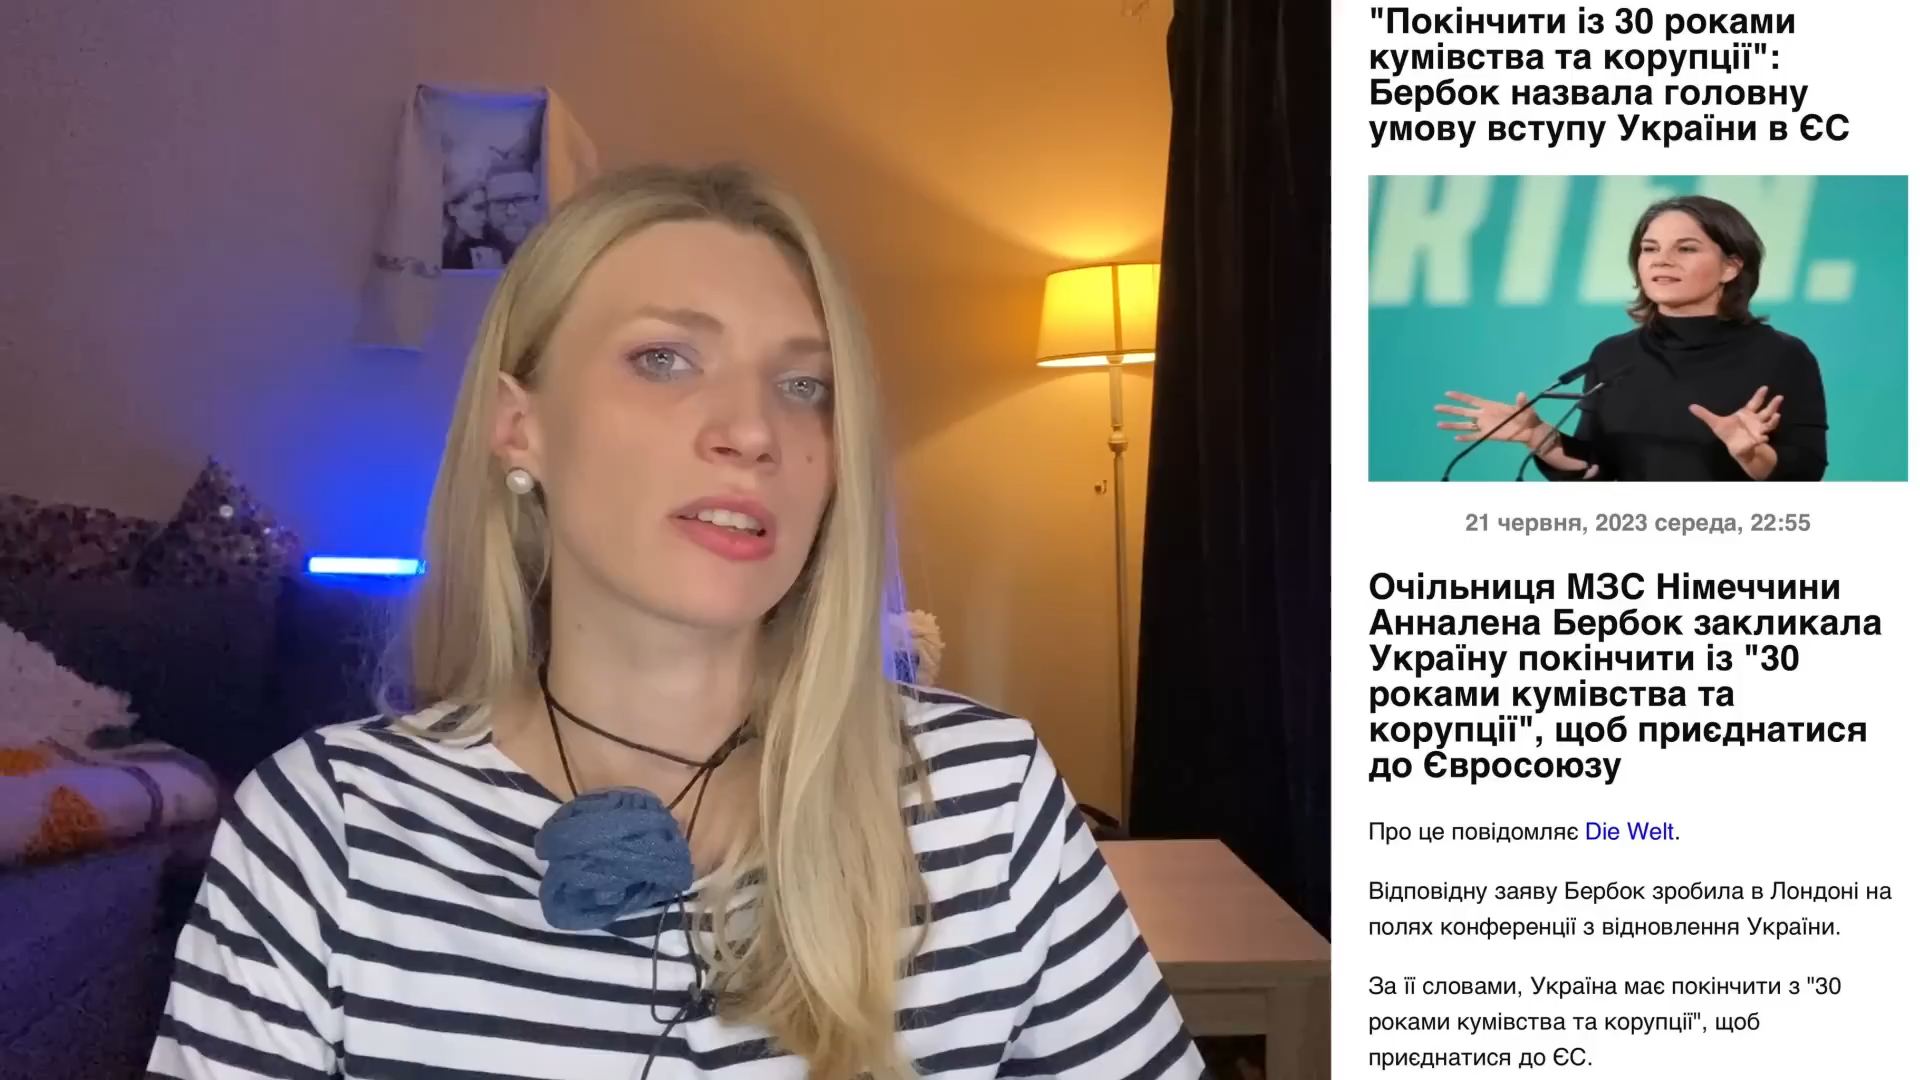 "Покінчити із 30 роками
кумівства та корупції":
Бербок назвала головну
умову вступу України в ЄС
RTEN.
21 червня, 2023 середа, 22:55
Очільниця МЗС Німеччини
Анналена Бербок закликала
Україну покінчити із "30
роками кумівства та
корупції", щоб приєднатися
до Євросоюзу
Про це повідомляє Die Welt.
Відповідну заяву Бербок зробила в Лондоні на
полях конференції з відновлення України.
За її словами, Україна має покінчити з "30
роками кумівства та корупції", щоб
приєднатися до ЄС.